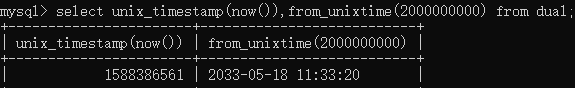 mysql> select unix_timestamp(now()),from_unixtime(2000000000) from dual;
+-----------------------+---------------------------+
| unix_timestamp(now()) | from_unixtime(2000000000) |
+-----------------------+---------------------------+
|            1588386561 | 2033-05-18 11:33:20       |